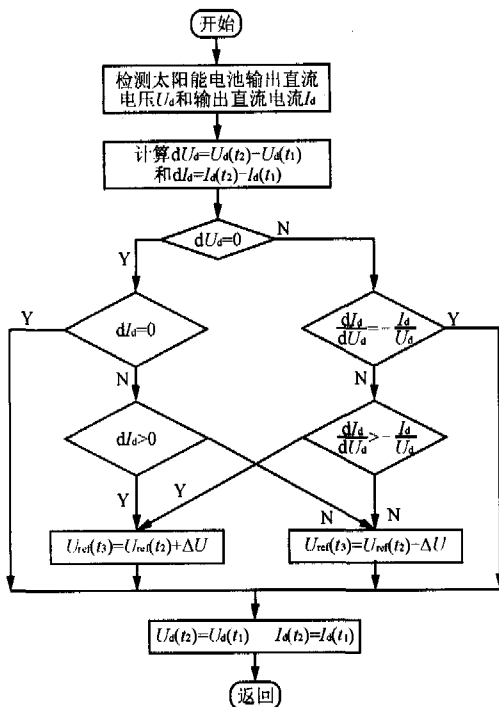 开始
检测太阳能电池输出直流
电压Ud和输出直流电流Id
计算dUd=Ud(t2)-Ud(t1)
和dId=Id(t2)-Id(t1)
dUd=0
Y
N
dId=0
Y
N
dId/dUd=-Id/Ud
Y
N
dId>0
Y
N
dId/dUd>-Id/Ud
Y
N
Uref(t3)=Uref(t2)+ΔU
Uref(t3)=Uref(t2)-ΔU
Ud(t2)=Ud(t1) Id(t2)=Id(t1)
返回